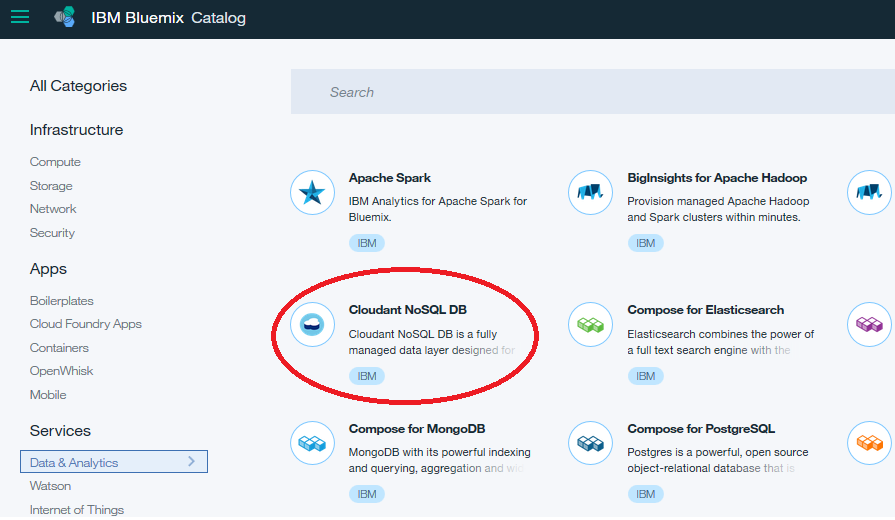 IBM Bluemix Catalog
All Categories
Infrastructure
Compute
Storage
Network
Security
Apps
Boilerplates
Cloud Foundry Apps
Containers
OpenWhisk
Mobile
Services
Data & Analytics
Watson
Internet of Things
Search
Apache Spark
IBM Analytics for Apache Spark for
Bluemix.
IBM
BigInsights for Apache Hadoop
Provision managed Apache Hadoop
and Spark clusters within minutes.
IBM
Cloudant NoSQL DB
Cloudant NoSQL DB is a fully
managed data layer designed for
IBM
Compose for Elasticsearch
Elasticsearch combines the power of
a full text search engine with the
IBM
Compose for MongoDB
MongoDB with its powerful indexing
and querying, aggregation and wid
IBM
Compose for PostgreSQL
Postgres is a powerful, open source
object-relational database that is
IBM